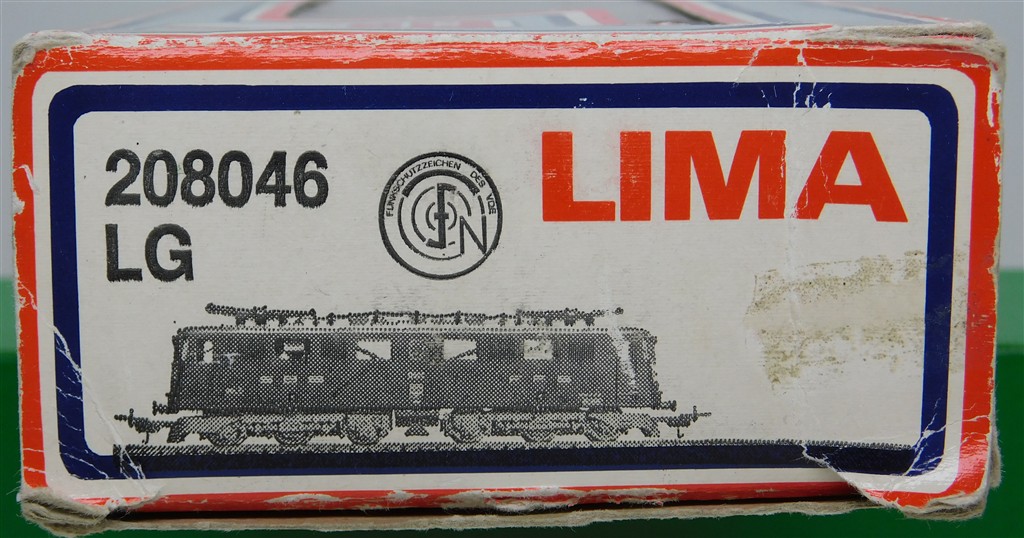 208046
LG
FUNKSCHUTZZEICHEN DES VDE
LIMA